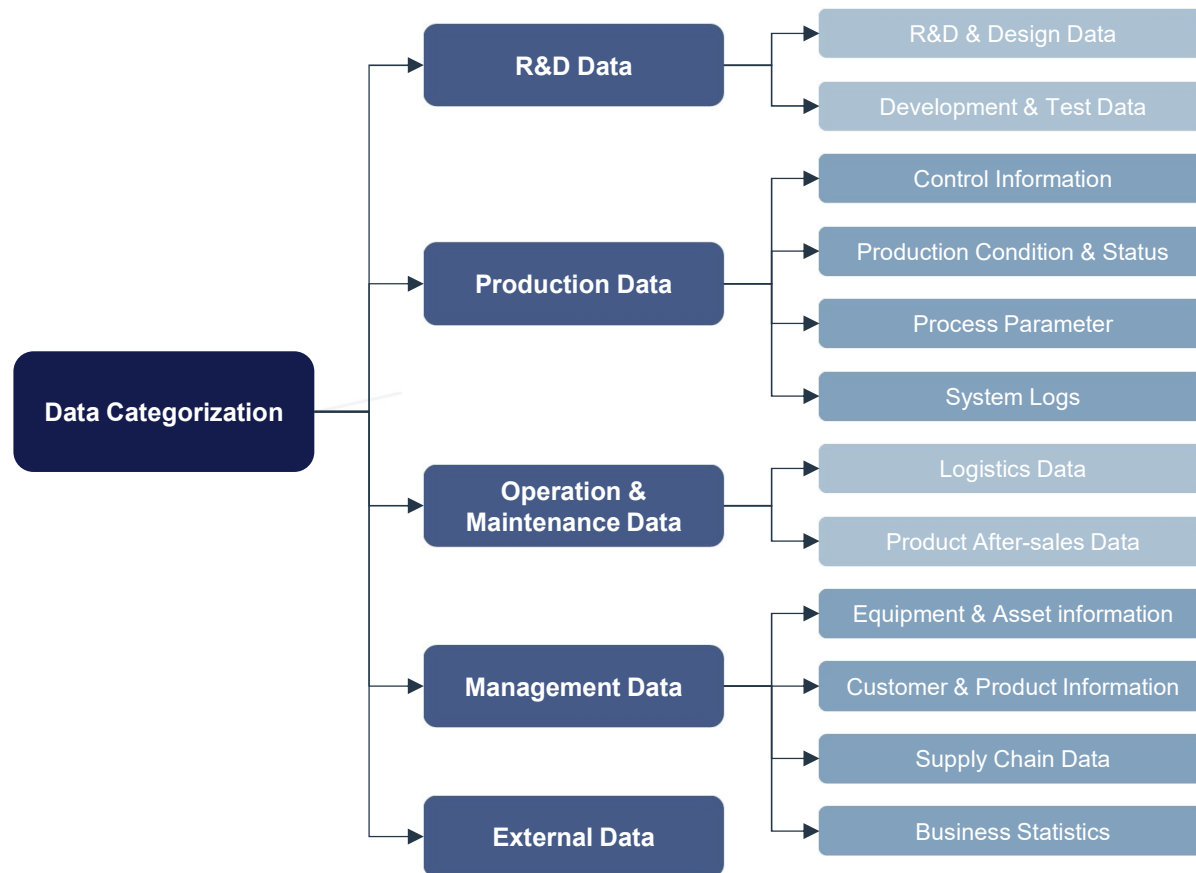 R&D Data
R&D & Design Data
Development & Test Data
Production Data
Control Information
Production Condition & Status
Process Parameter
System Logs
Data Categorization
Operation &
Maintenance Data
Logistics Data
Product After-sales Data
Management Data
Equipment & Asset information
Customer & Product Information
Supply Chain Data
Business Statistics
External Data